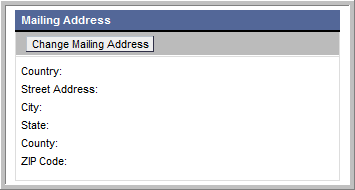 Mailing Address
Change Mailing Address
Country:
Street Address:
City:
State:
County:
ZIP Code: